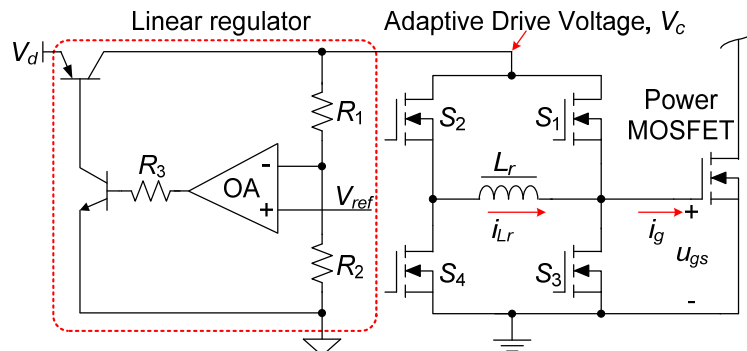 Linear regulator
Adaptive Drive Voltage, Vc
Vd
R1
S2
S1
Power
MOSFET
R3
OA
-
+
Vref
Lr
iLr
ig
+
ugs
-
R2
S4
S3